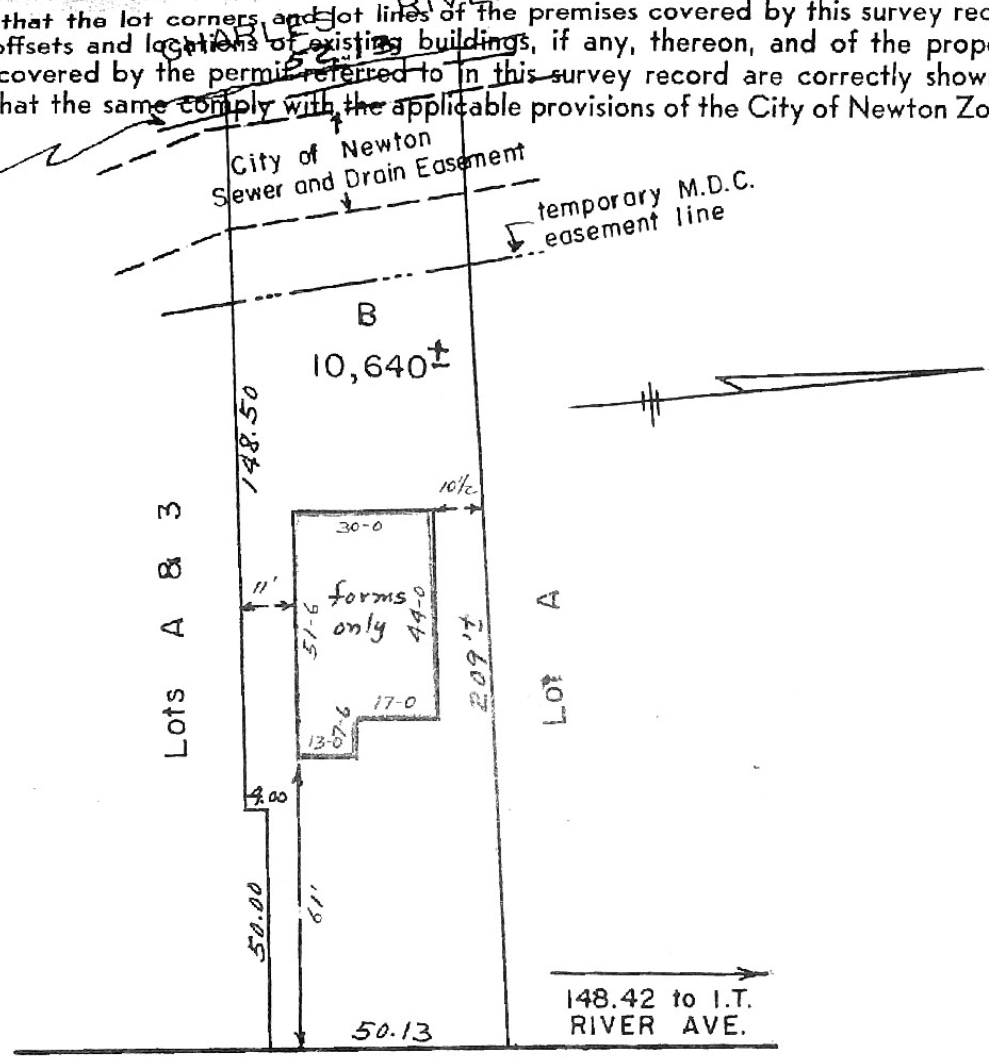 that the lot corners, and lot lines of the premises covered by this survey rec
offsets and locations of existing buildings, if any, thereon, and of the prop
covered by the permit referred to in this survey record are correctly show
hat the same comply with the applicable provisions of the City of Newton Zo
City of Newton
Sewer and Drain Easement
temporary M.D.C.
easement line
B
10,640±
148.50
10½
30-0
11'
forms
only
51-6
44-0
209'±
Lots A & 3
Lot A
17-0
13-0
7-6
4.00
50.00
61'
148.42 to I.T.
RIVER AVE.
50.13